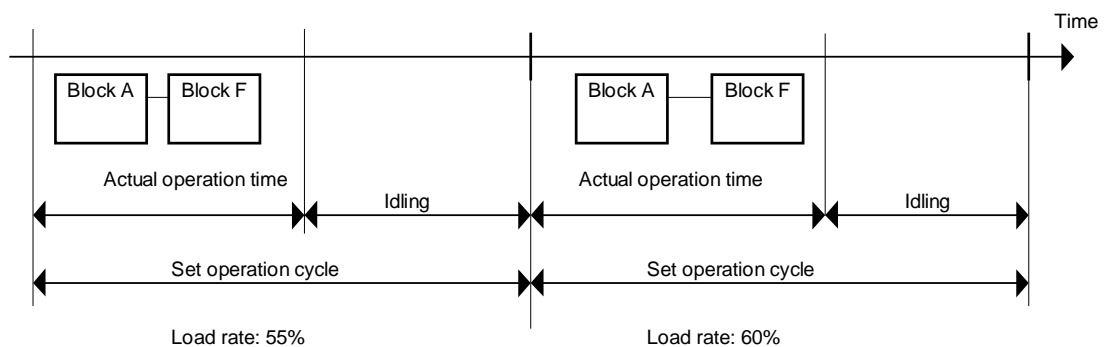 Time
Block A
Block F
Block A
Block F
Actual operation time
Actual operation time
Idling
Idling
Set operation cycle
Set operation cycle
Load rate: 55%
Load rate: 60%